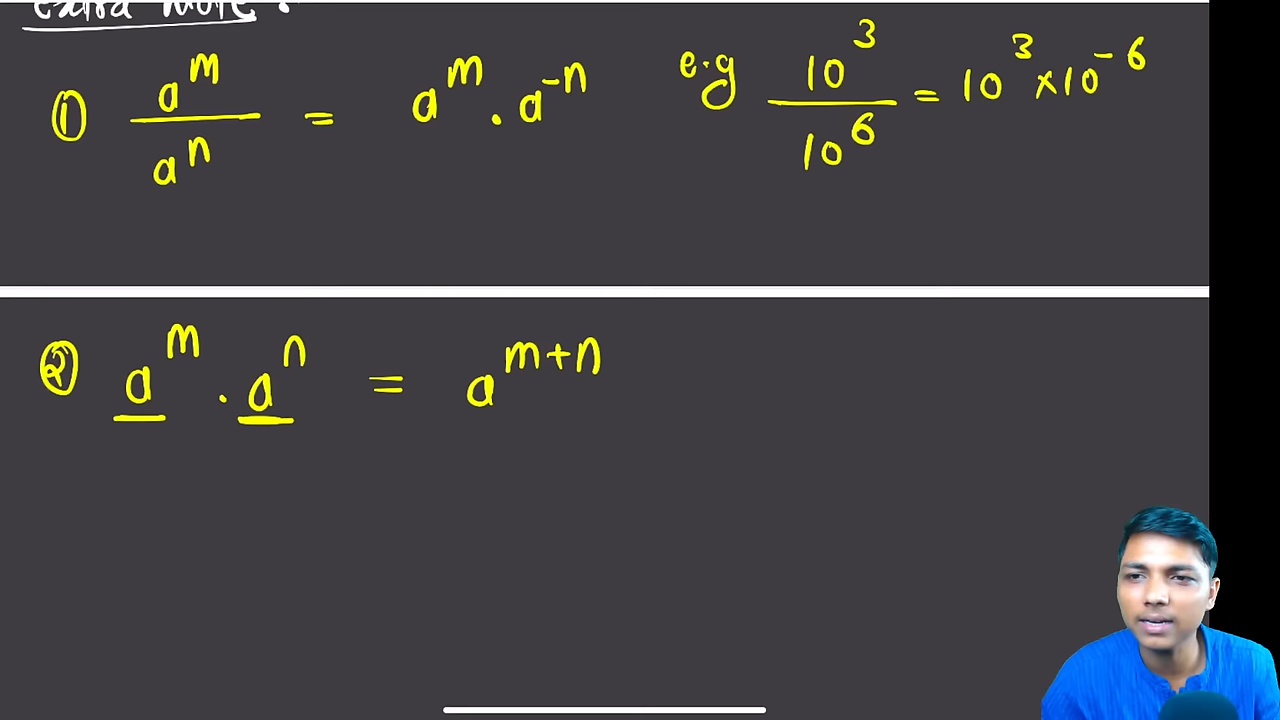 extra note :
① a^m / a^n = a^m . a^-n e.g 10^3 / 10^6 = 10^3 × 10^-6
② a^m . a^n = a^m+n